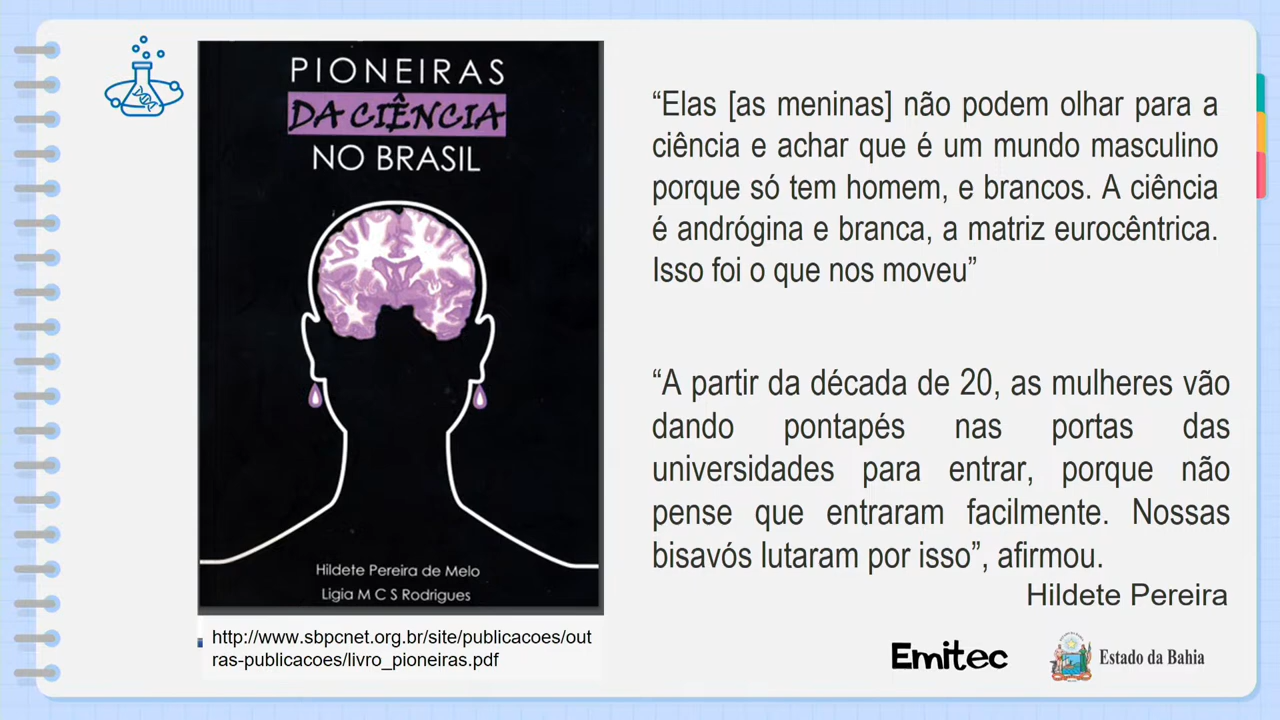 PIONEIRAS
DA CIÊNCIA
NO BRASIL
Hildete Pereira de Melo
Ligia M C S Rodrigues
http://www.sbpcnet.org.br/site/publicacoes/out
ras-publicacoes/livro_pioneiras.pdf
“Elas [as meninas] não podem olhar para a
ciência e achar que é um mundo masculino
porque só tem homem, e brancos. A ciência
é andrógina e branca, a matriz eurocêntrica.
Isso foi o que nos moveu”
“A partir da década de 20, as mulheres vão
dando pontapés nas portas das
universidades para entrar, porque não
pense que entraram facilmente. Nossas
bisavós lutaram por isso”, afirmou.
Hildete Pereira
Emitec
Estado da Bahia